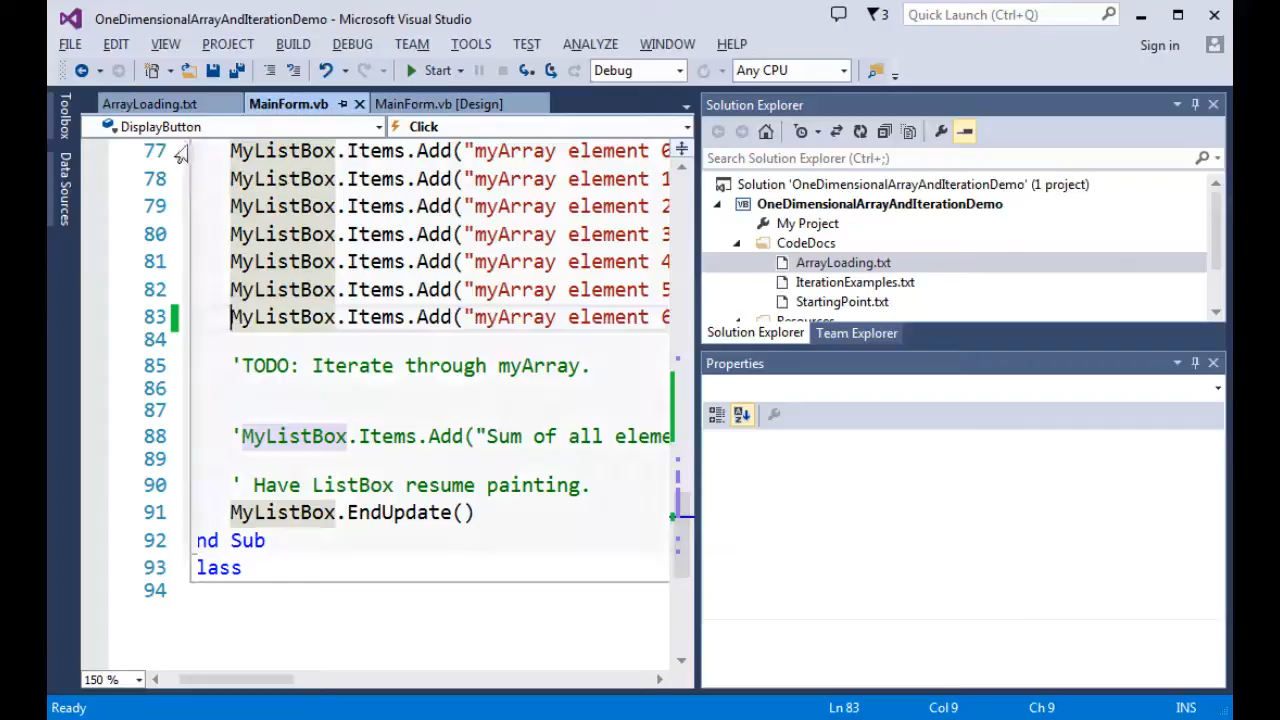 OneDimensionalArrayAndIterationDemo - Microsoft Visual Studio
3
Quick Launch (Ctrl+;)
FILE EDIT VIEW PROJECT BUILD DEBUG TEAM TOOLS TEST ANALYZE WINDOW HELP
Sign in
Start
Debug
Any CPU
Toolbox
Data Sources
ArrayLoading.txt
MainForm.vb
MainForm.vb [Design]
DisplayButton
Click
77 MyListBox.Items.Add("myArray element 0
78 MyListBox.Items.Add("myArray element 1
79 MyListBox.Items.Add("myArray element 2
80 MyListBox.Items.Add("myArray element 3
81 MyListBox.Items.Add("myArray element 4
82 MyListBox.Items.Add("myArray element 5
83 MyListBox.Items.Add("myArray element 6
84
85 'TODO: Iterate through myArray.
86
87
88 'MyListBox.Items.Add("Sum of all eleme
89
90 ' Have ListBox resume painting.
91 MyListBox.EndUpdate()
92 nd Sub
93 lass
94
150 %
Solution Explorer
Search Solution Explorer (Ctrl+;)
Solution 'OneDimensionalArrayAndIterationDemo' (1 project)
VB OneDimensionalArrayAndIterationDemo
My Project
CodeDocs
ArrayLoading.txt
IterationExamples.txt
StartingPoint.txt
Solution Explorer Team Explorer
Properties
Ready
Ln 83
Col 9
Ch 9
INS